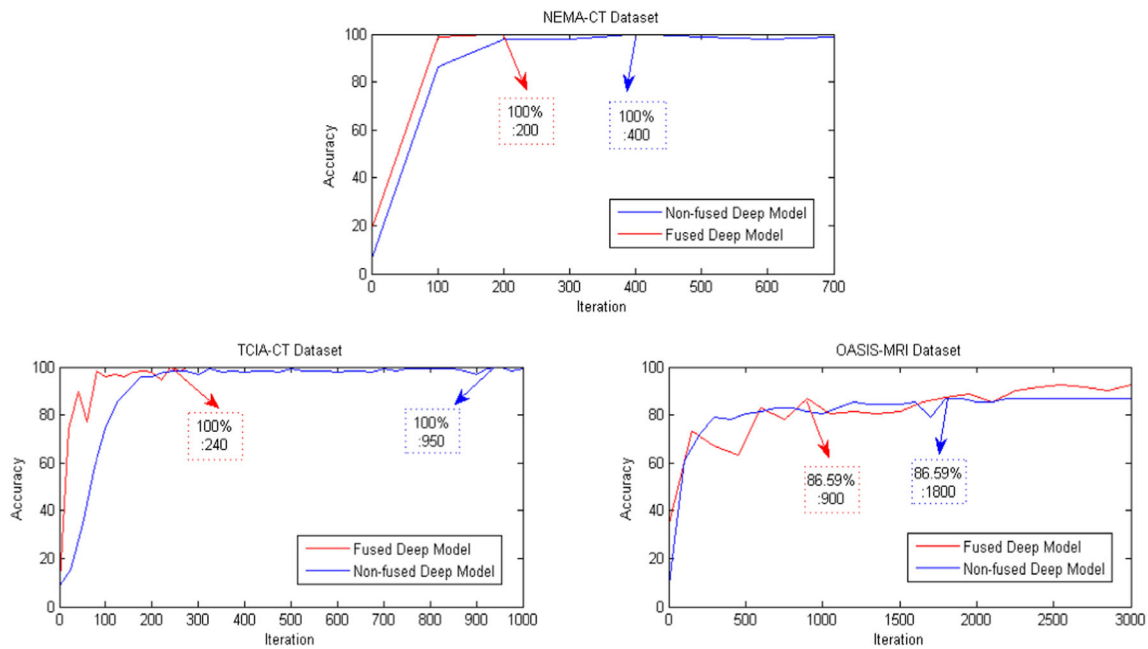 NEMA-CT Dataset
100
80
60
40
20
0
Accuracy
100%
:200
100%
:400
Non-fused Deep Model
Fused Deep Model
0 100 200 300 400 500 600 700
Iteration
TCIA-CT Dataset
100
80
60
40
20
0
Accuracy
100%
:240
100%
:950
Fused Deep Model
Non-fused Deep Model
0 100 200 300 400 500 600 700 800 900 1000
Iteration
OASIS-MRI Dataset
100
80
60
40
20
0
Accuracy
86.59%
:900
86.59%
:1800
Fused Deep Model
Non-fused Deep Model
0 500 1000 1500 2000 2500 3000
Iteration